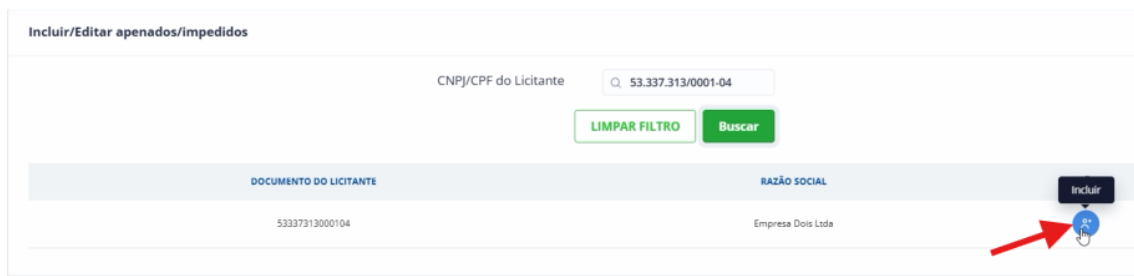 Incluir/Editar apenados/impedidos
CNPJ/CPF do Licitante 53.337.313/0001-04
LIMPAR FILTRO Buscar
DOCUMENTO DO LICITANTE RAZÃO SOCIAL
Incluir
53337313000104 Empresa Dois Ltda